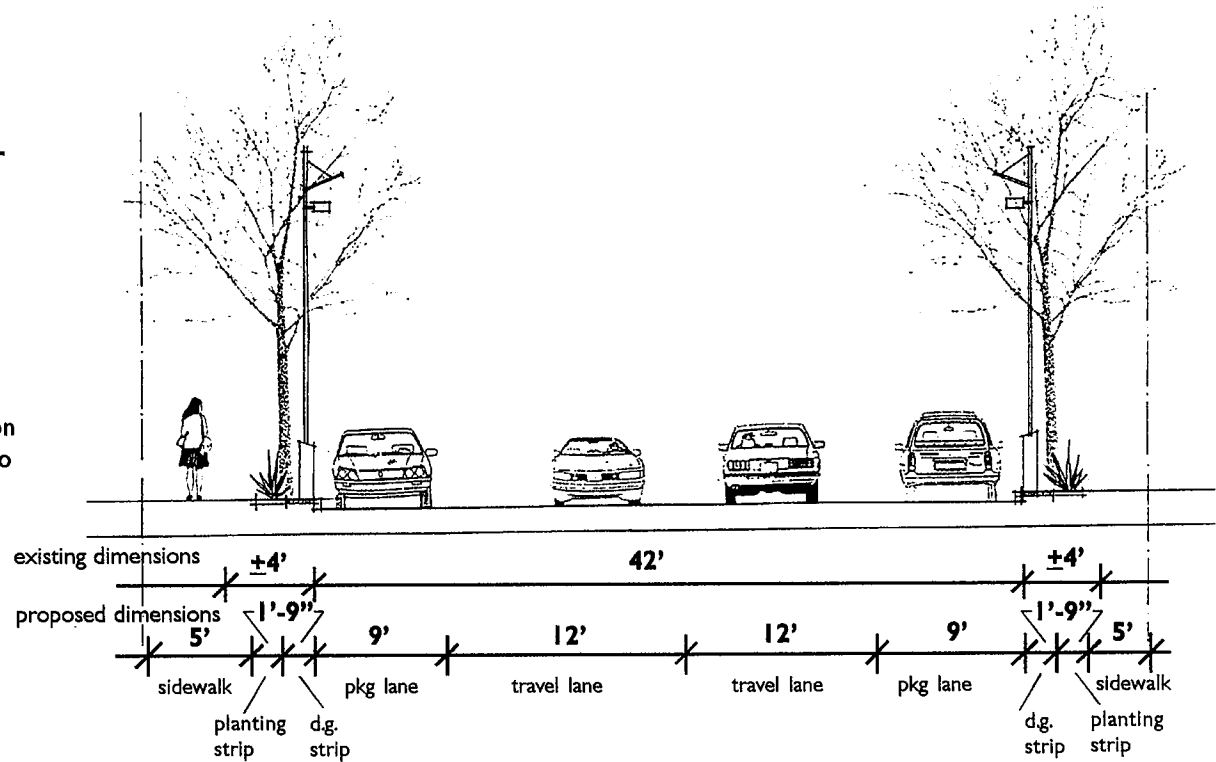 on
o
existing dimensions ±4' 42' ±4'
proposed dimensions 1'-9" 1'-9"
5' 9' 12' 12' 9' 5'
sidewalk pkg lane travel lane travel lane pkg lane sidewalk
planting strip d.g. strip d.g. strip planting strip